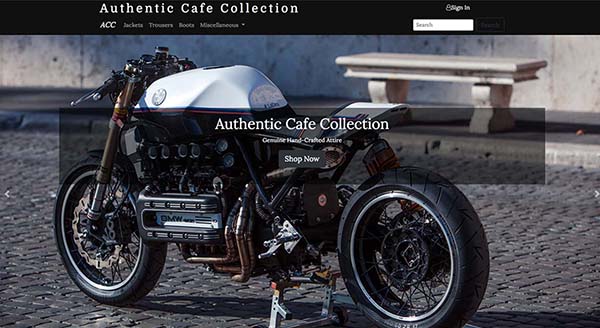 Authentic Cafe Collection
Sign In
ACC Jackets Trousers Boots Miscellaneous
Search Search
Authentic Cafe Collection
Genuine Hand-Crafted Attire
Shop Now
BMW